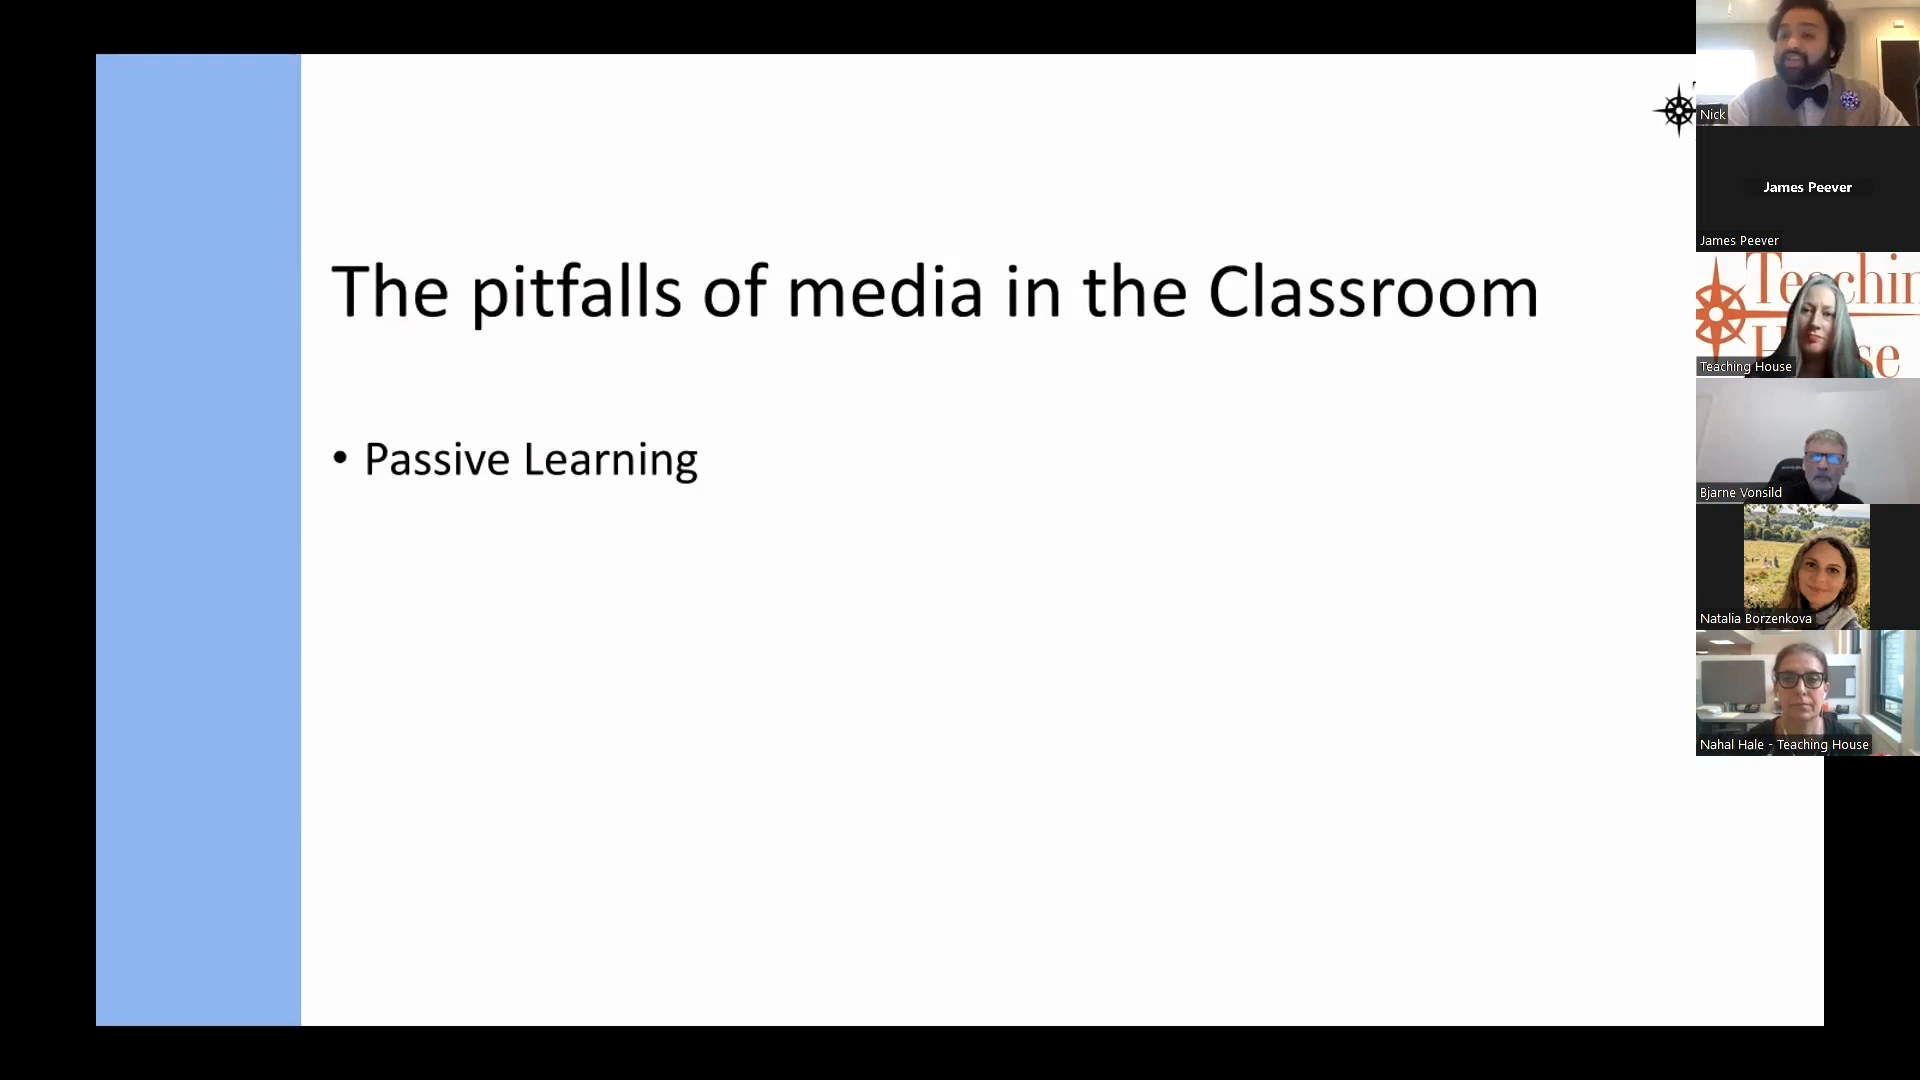 The pitfalls of media in the Classroom
• Passive Learning
Nick
James Peever
James Peever
Teaching House
Bjarne Vonsild
Natalia Borzenkova
Nahal Hale - Teaching House